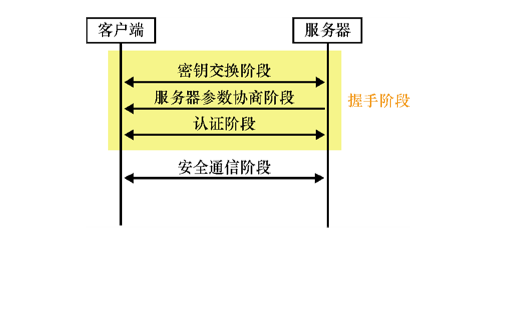 客户端
服务器
密钥交换阶段
服务器参数协商阶段
握手阶段
认证阶段
安全通信阶段